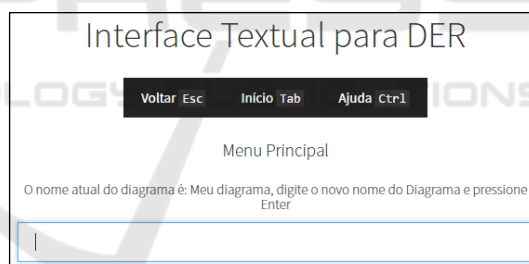 Interface Textual para DER
Voltar Esc Início Tab Ajuda Ctrl
Menu Principal
O nome atual do diagrama é: Meu diagrama, digite o novo nome do Diagrama e pressione
Enter